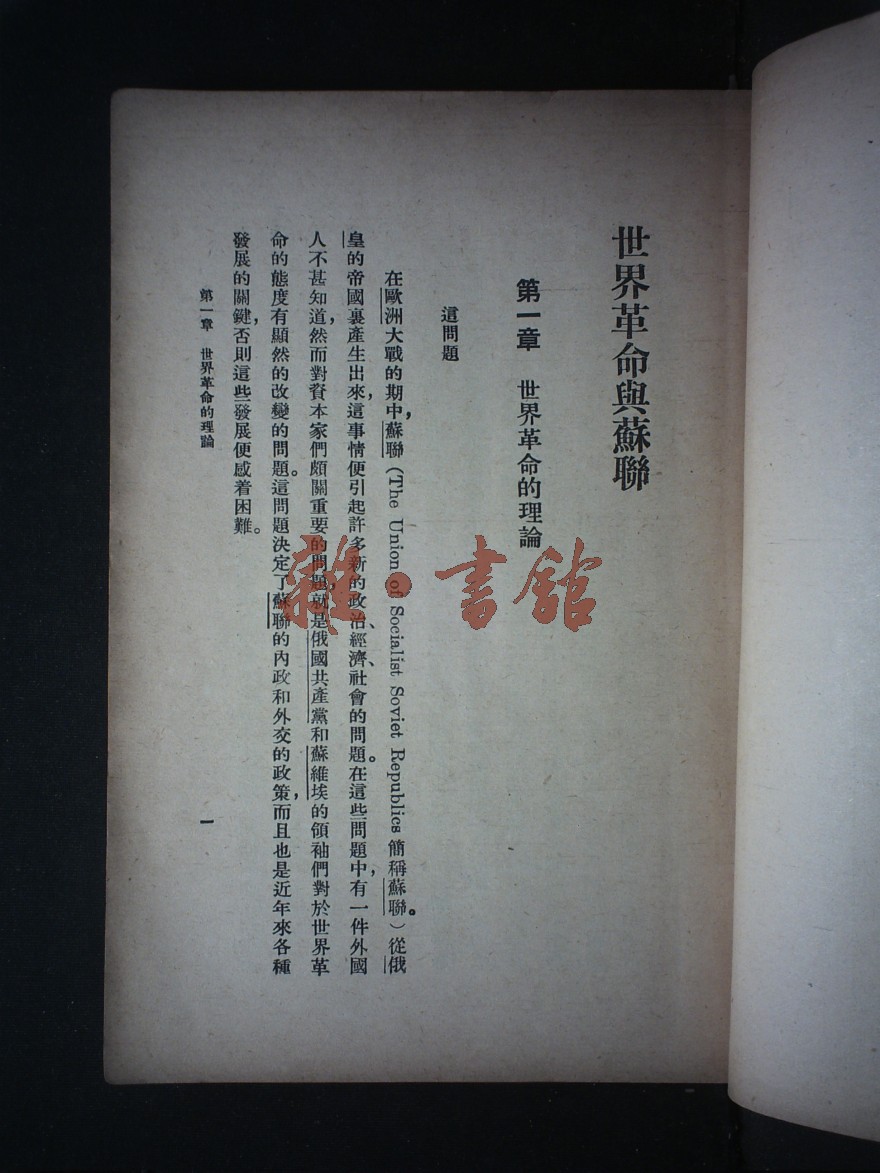 世界革命與蘇聯
第一章　世界革命的理論
這問題
在歐洲大戰的期中，蘇聯（The Union of Socialist Soviet Republics 簡稱蘇聯。）從俄
皇的帝國裏產生出來，這事情便引起許多新的政治、經濟、社會的問題。在這些問題中，有一件外國
人不甚知道，然而對資本家們頗關重要的問題，就是俄國共產黨和蘇維埃的領袖們對於世界革
命的態度有顯然的改變的問題。這問題決定了蘇聯的內政和外交的政策，而且也是近年來各種
發展的關鍵，否則這些發展便感着困難。
第一章　世界革命的理論
一
雜·書館